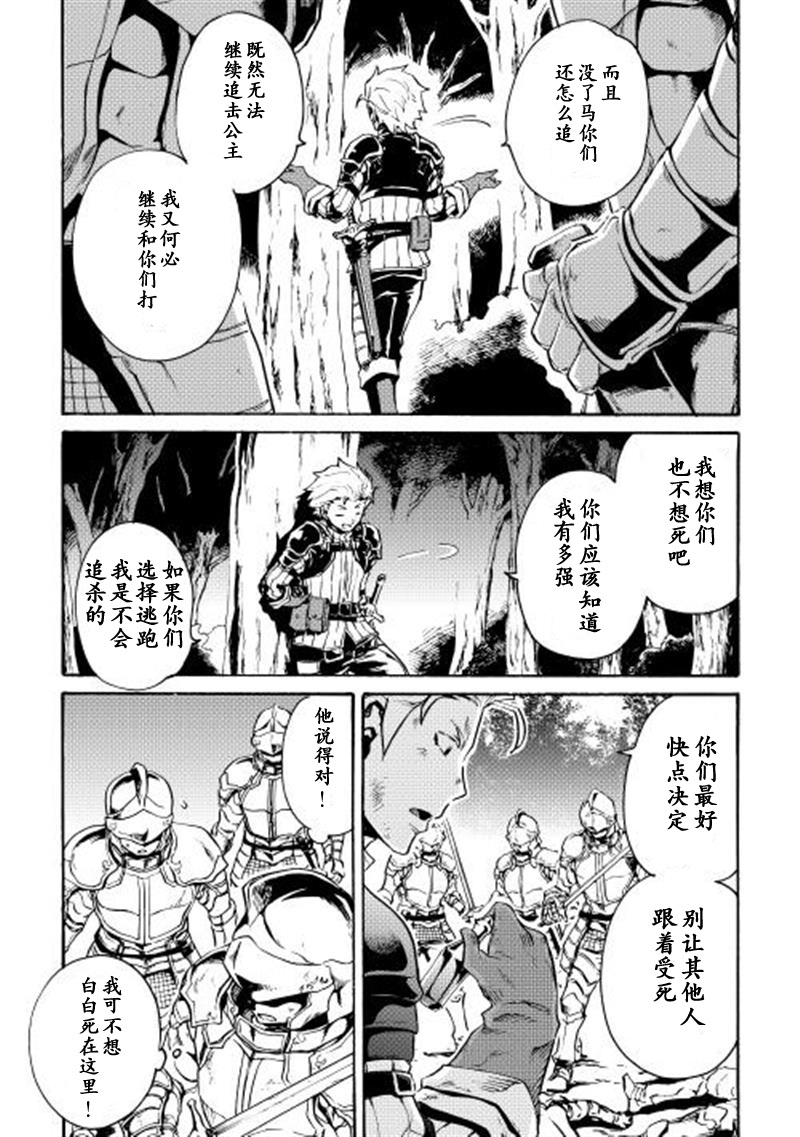 而且
没了马你们
还怎么追
既然无法
继续追击公主
我又何必
继续和你们打
我想你们
也不想死吧
你们应该知道
我有多强
如果你们
选择逃跑
我是不会
追杀的
你们最好
快点决定
别让其他人
跟着受死
他说得对！
我可不想
白白死在这里！